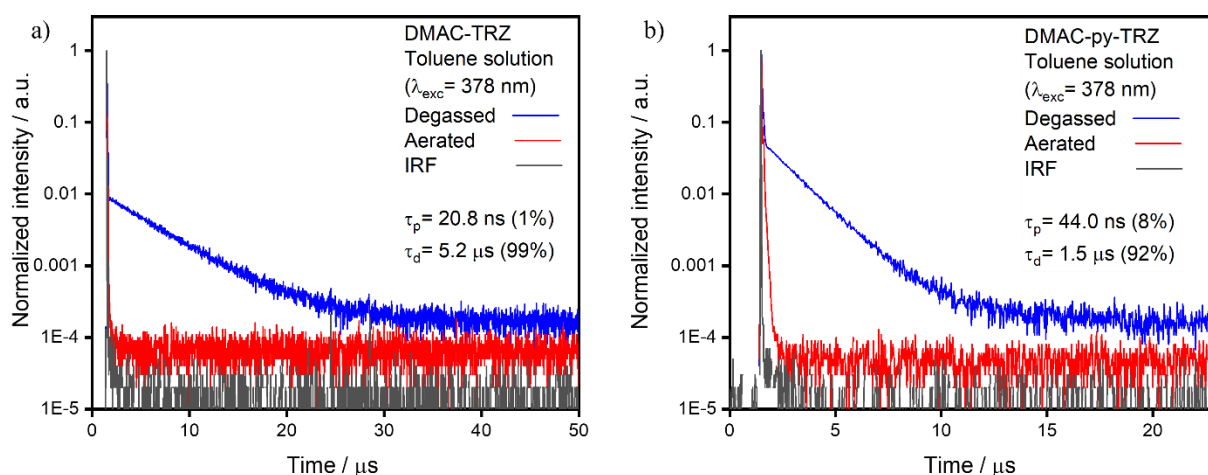 a)
DMAC-TRZ
Toluene solution
(λexc= 378 nm)
Degassed
Aerated
IRF
τp= 20.8 ns (1%)
τd= 5.2 μs (99%)
Normalized intensity / a.u.
1
0.1
0.01
0.001
1E-4
1E-5
0 10 20 30 40 50
Time / μs
b)
DMAC-py-TRZ
Toluene solution
(λexc= 378 nm)
Degassed
Aerated
IRF
τp= 44.0 ns (8%)
τd= 1.5 μs (92%)
Normalized intensity / a.u.
1
0.1
0.01
0.001
1E-4
1E-5
0 5 10 15 20
Time / μs